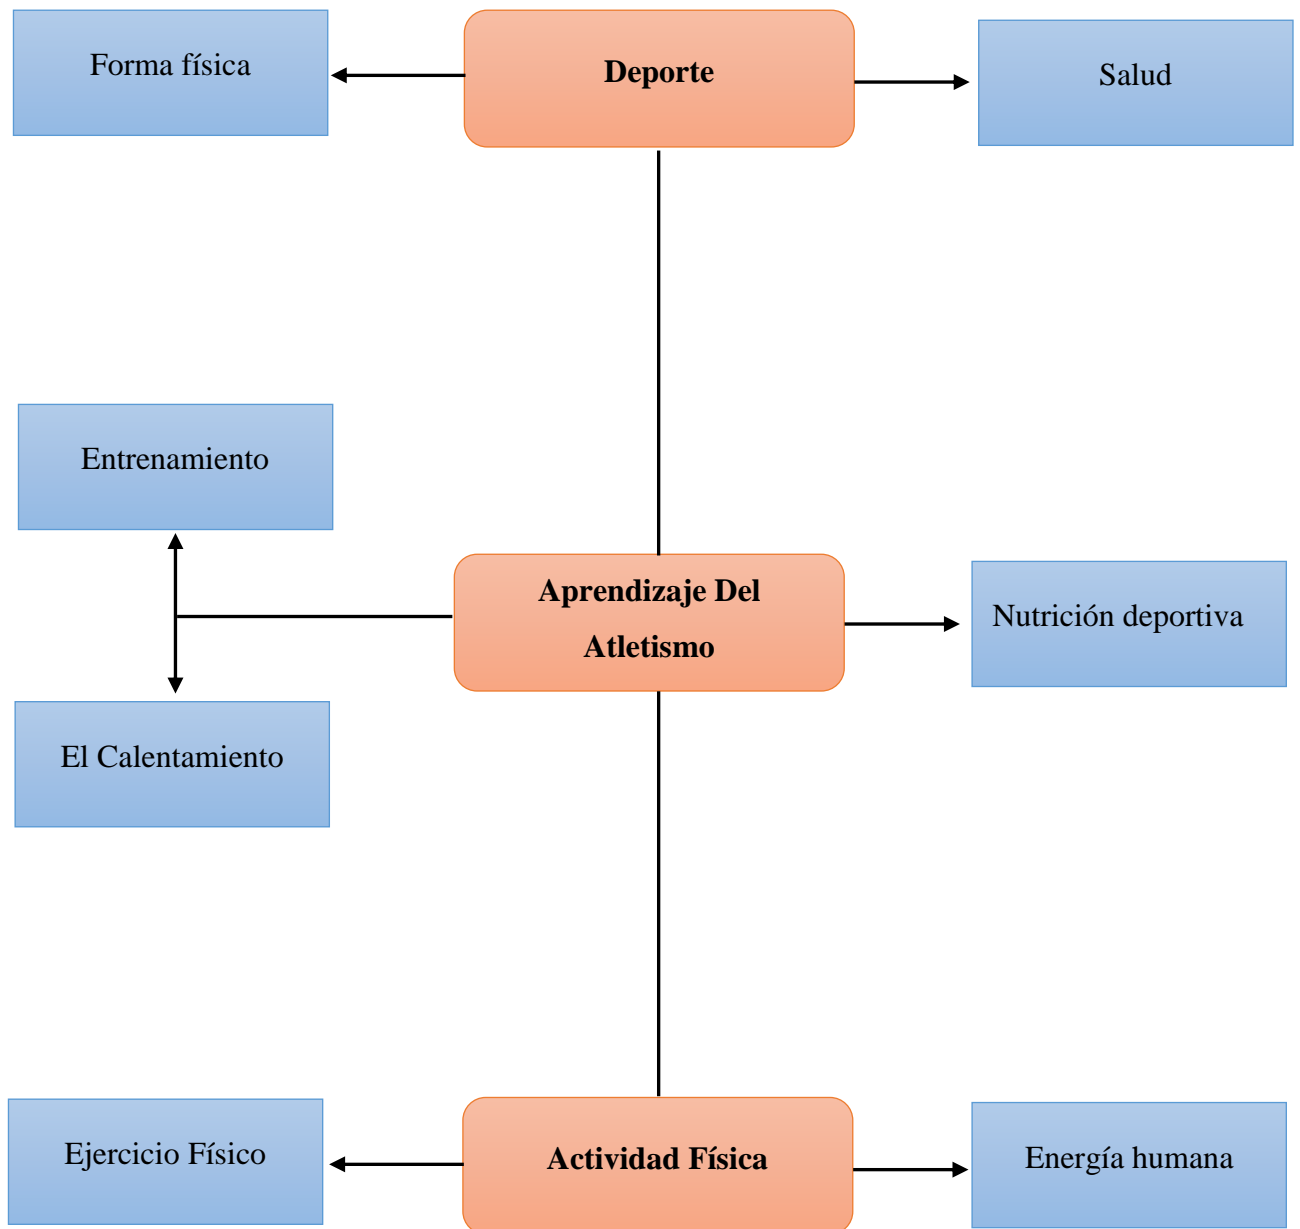 Forma física
Deporte
Salud
Entrenamiento
Aprendizaje Del
Atletismo
Nutrición deportiva
El Calentamiento
Ejercicio Físico
Actividad Física
Energía humana